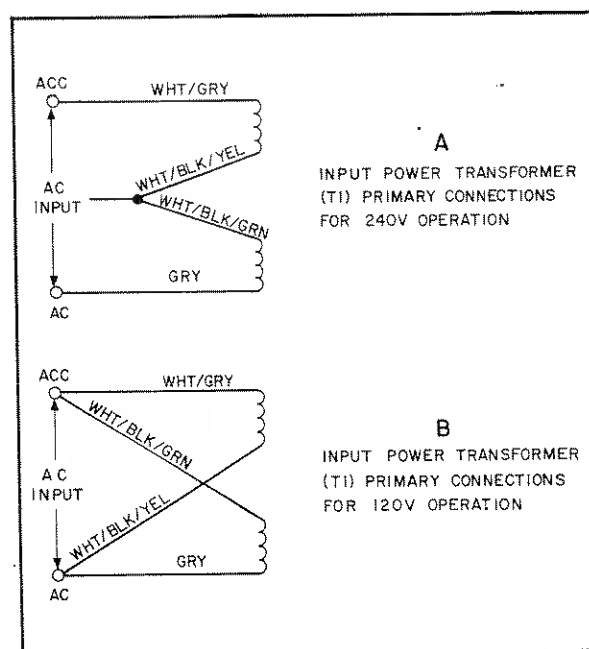 ACC
WHT/GRY
WHT/BLK/YEL
AC
INPUT
WHT/BLK/GRN
GRY
AC
A
INPUT POWER TRANSFORMER
(T1) PRIMARY CONNECTIONS
FOR 240V OPERATION
ACC
WHT/GRY
WHT/BLK/GRN
AC
INPUT
WHT/BLK/YEL
GRY
AC
B
INPUT POWER TRANSFORMER
(T1) PRIMARY CONNECTIONS
FOR 120V OPERATION